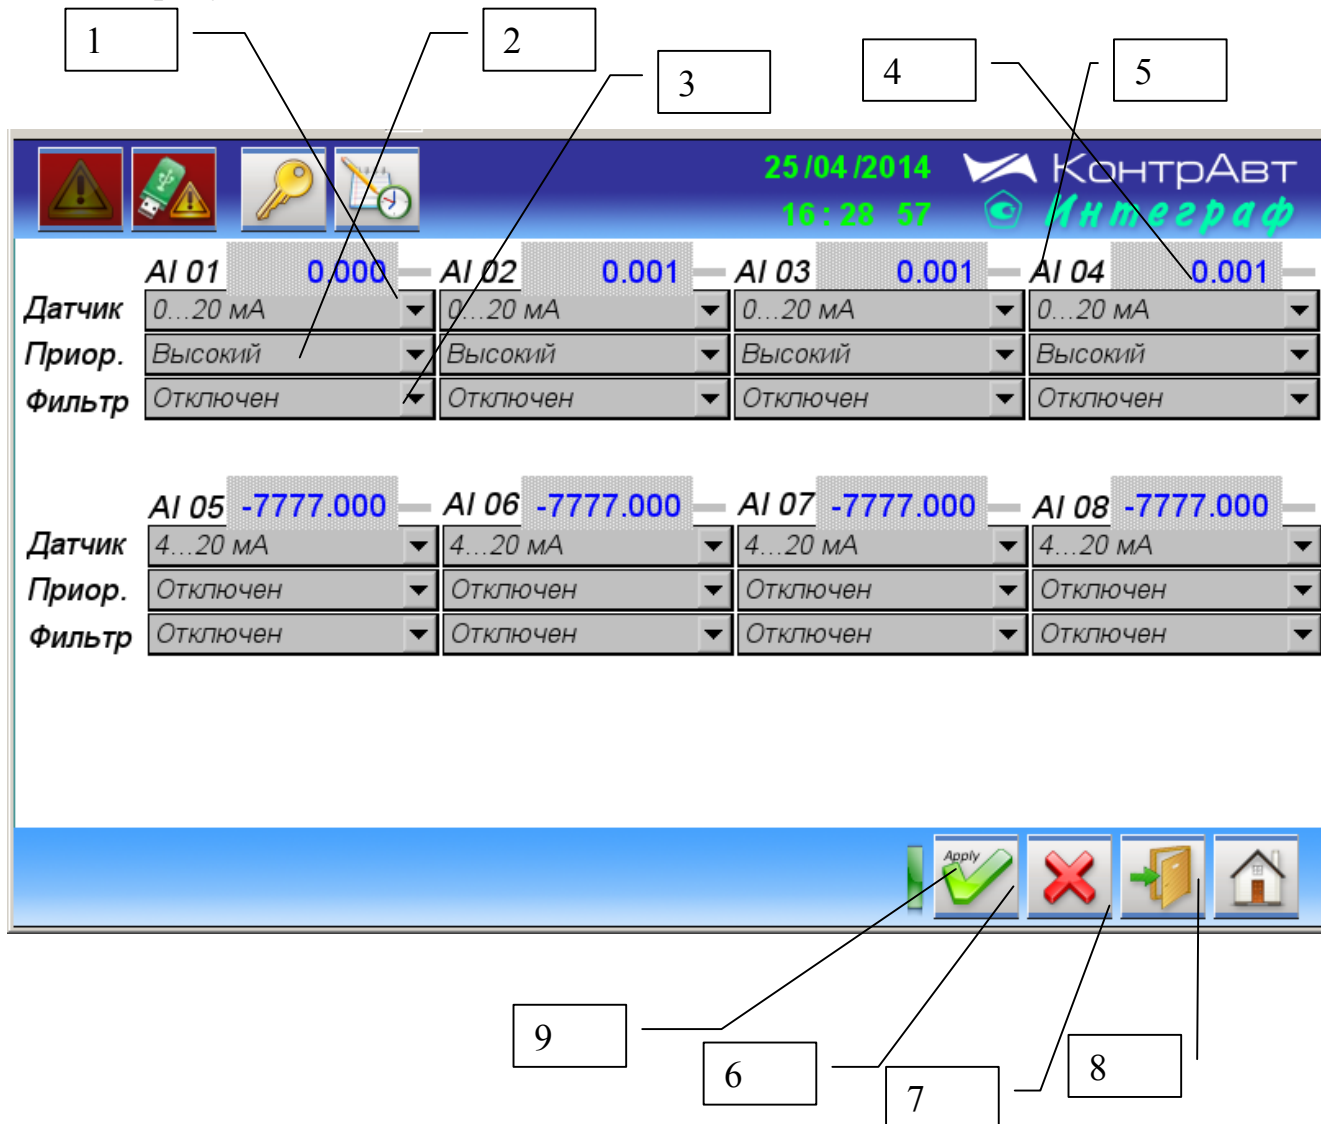 1
2
3
4
5
25/04/2014
КонтрАвт
16:28 57
Интеграф
AI 01 0.000 AI 02 0.001 AI 03 0.001 AI 04 0.001
Датчик 0...20 мА 0...20 мА 0...20 мА 0...20 мА
Приор. Высокий Высокий Высокий Высокий
Фильтр Отключен Отключен Отключен Отключен
AI 05 -7777.000 AI 06 -7777.000 AI 07 -7777.000 AI 08 -7777.000
Датчик 4...20 мА 4...20 мА 4...20 мА 4...20 мА
Приор. Отключен Отключен Отключен Отключен
Фильтр Отключен Отключен Отключен Отключен
Apply
9
6
7
8